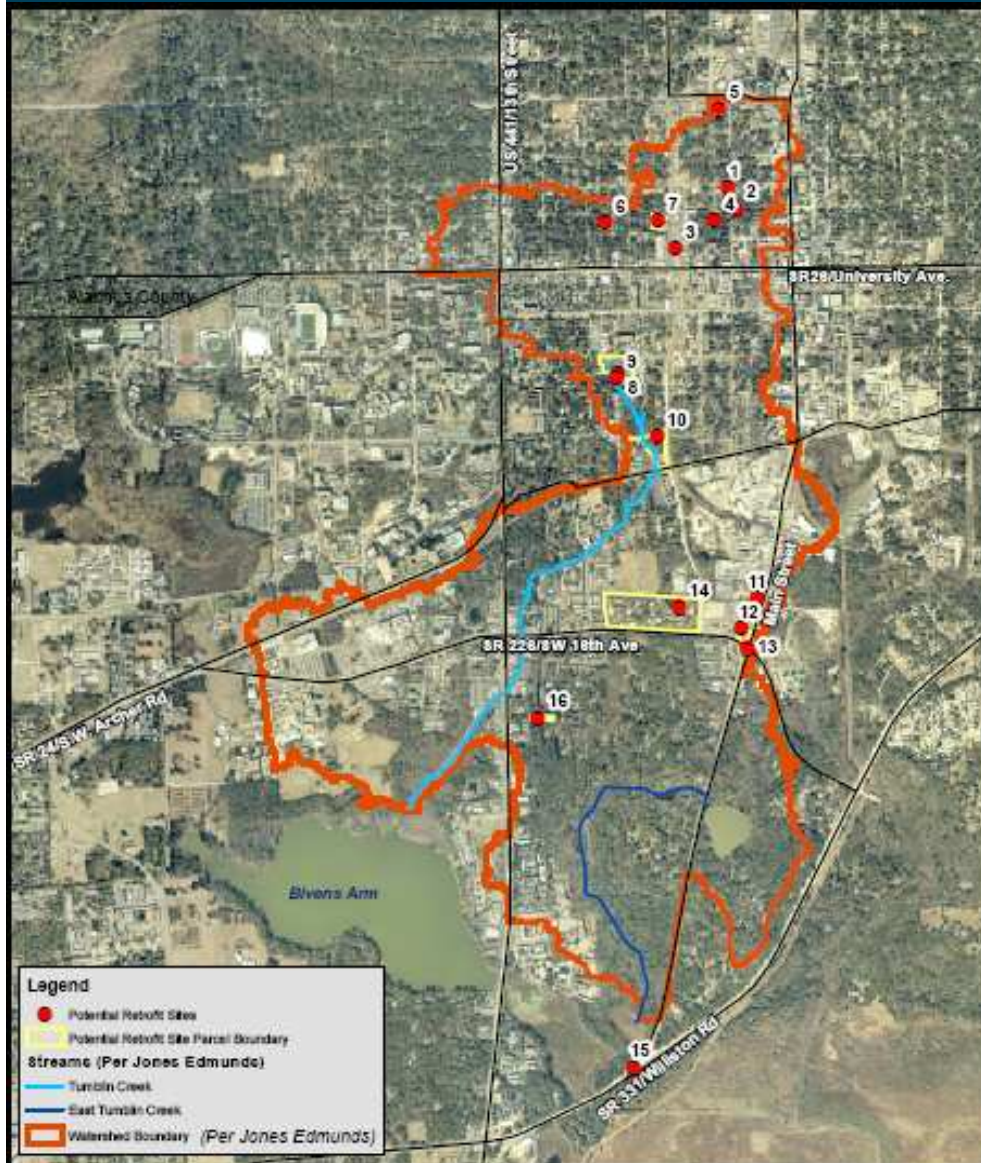 US 441/13th Street
5
1
2
6
7
4
3
SR26/University Ave.
Alachua County
9
8
10
Main Street
11
14
12
13
SR 226/SW 16th Ave.
16
SR 24/S.W. Archer Rd.
Bivens Arm
15
SR 331/Williston Rd
Legend
Potential Retrofit Sites
Potential Retrofit Site Parcel Boundary
Streams (Per Jones Edmunds)
Tumblin Creek
East Tumblin Creek
Watershed Boundary (Per Jones Edmunds)